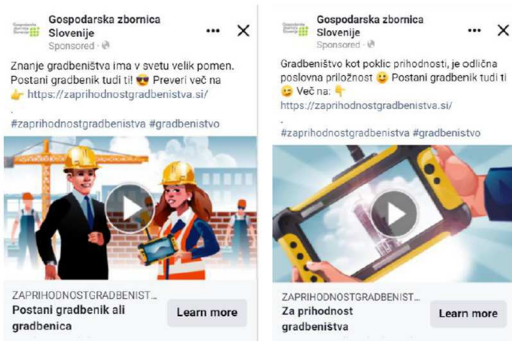 Gospodarska zbornica
Slovenije
Sponsored ·
Znanje gradbeništva ima v svetu velik pomen.
Postani gradbenik tudi ti! 😎 Preveri več na
👉 https://zaprihodnostgradbenistva.si/
.
#zaprihodnostgradbenistva #gradbenistvo
ZAPRIHODNOSTGRADBENIST...
Postani gradbenik ali
gradbenica
Learn more
Gospodarska zbornica
Slovenije
Sponsored ·
Gradbeništvo kot poklic prihodnosti, je odlična
poslovna priložnost 😉 Postani gradbenik tudi ti
😉 Več na: 👇
https://zaprihodnostgradbenistva.si/
.
#zaprihodnostgradbenistva #gradbenistvo
ZAPRIHODNOSTGRADBENIST...
Za prihodnost
gradbeništva
Learn more